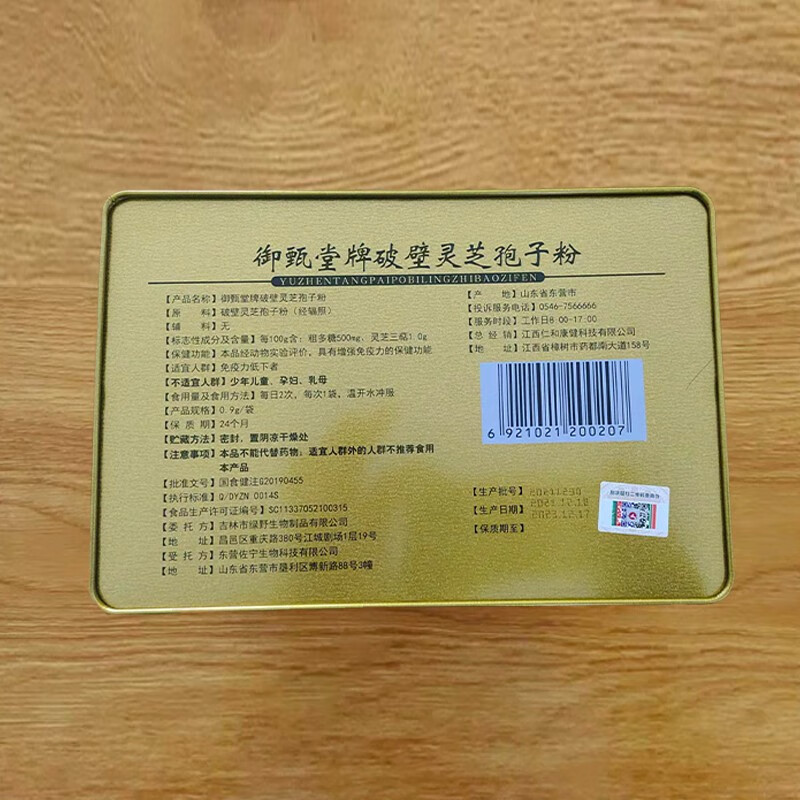 御甄堂牌破壁灵芝孢子粉
YUZHENTANGPAIPOBILINGZHIBAOZIFEN
【产品名称】御甄堂牌破壁灵芝孢子粉
【原 料】破壁灵芝孢子粉（经辐照）
【辅 料】无
【标志性成分及含量】每100g含：粗多糖500mg、灵芝三萜1.0g
【保健功能】本品经动物实验评价，具有增强免疫力的保健功能
【适宜人群】免疫力低下者
【不适宜人群】少年儿童、孕妇、乳母
【食用量及食用方法】每日2次，每次1袋，温开水冲服
【产品规格】0.9g/袋
【保 质 期】24个月
【贮藏方法】密封，置阴凉干燥处
【注意事项】本品不能代替药物；适宜人群外的人群不推荐食用
本产品
【批准文号】国食健注G20190455
【执行标准】Q/DYZN 0014S
【食品生产许可证编号】SC11337052100315
【委 托 方】吉林市绿野生物制品有限公司
【地 址】昌邑区重庆路380号江城剧场1层19号
【受 托 方】东营佐宁生物科技有限公司
【地 址】山东省东营市垦利区博新路88号3幢
【产 地】山东省东营市
【投诉服务电话】0546-7566666
【服务时段】工作日8:00-17:00
【总 经 销】江西仁和康健科技有限公司
【地 址】江西省樟树市药都南大道158号
6 921021 200207
【生产批号】
【生产日期】2021.12.18
【保质期至】2023.12.17